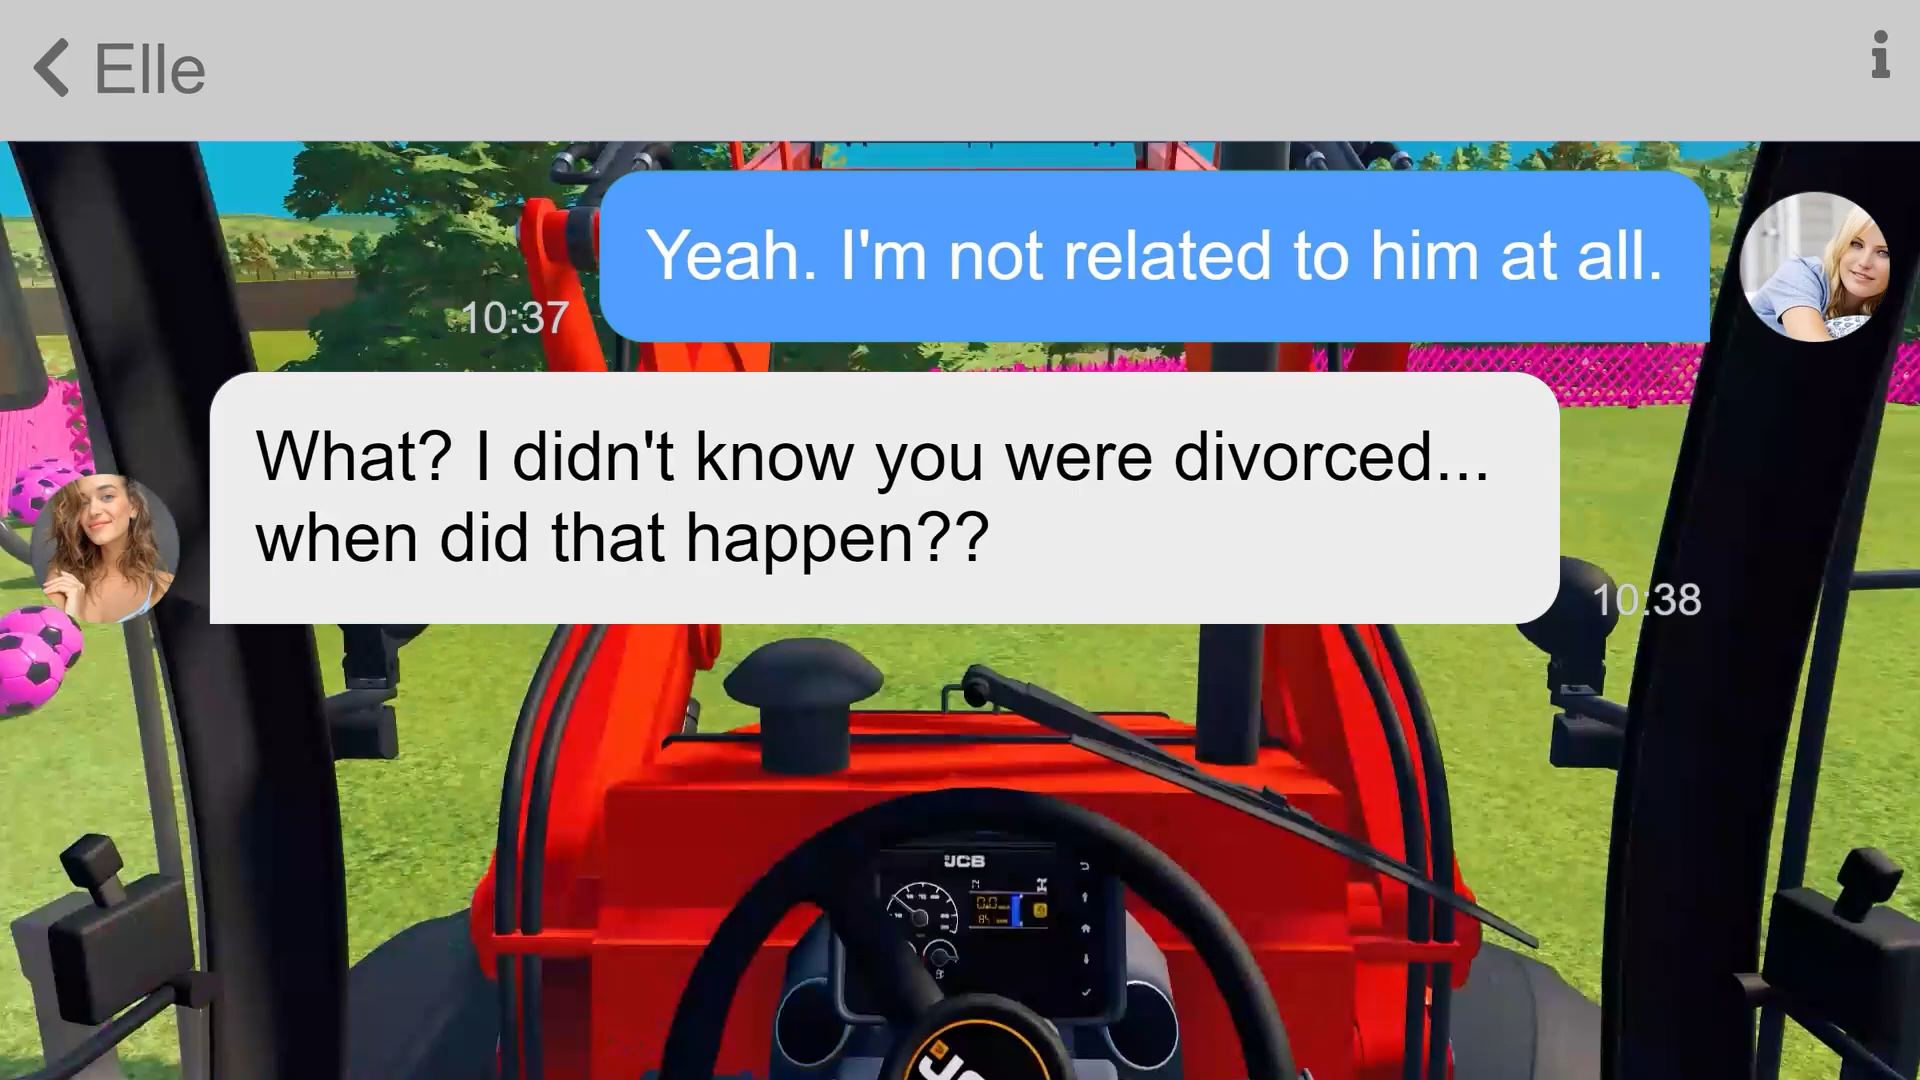 Elle
Yeah. I'm not related to him at all.
10:37
What? I didn't know you were divorced...
when did that happen??
10:38
JCB
JCB